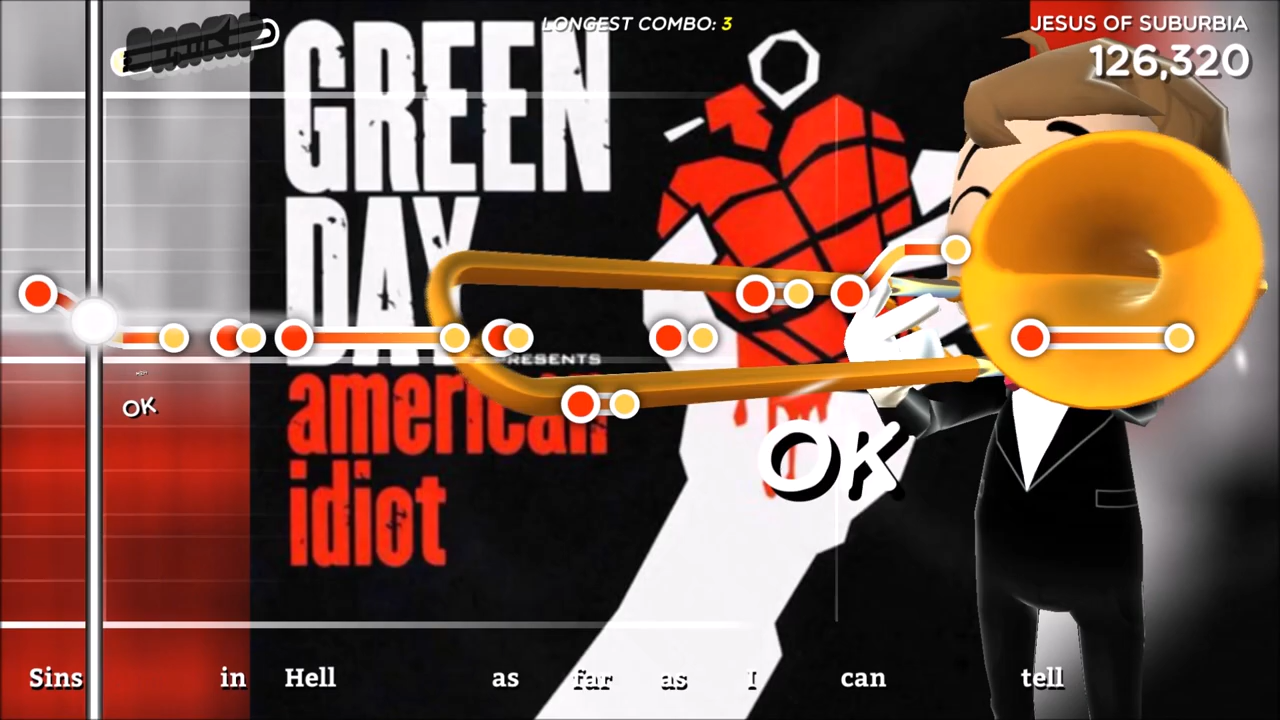 LONGEST COMBO: 3
JESUS OF SUBURBIA
126,320
GREEN
DAY
PRESENTS
american
idiot
OK
OK
Sins in Hell as far as I can tell